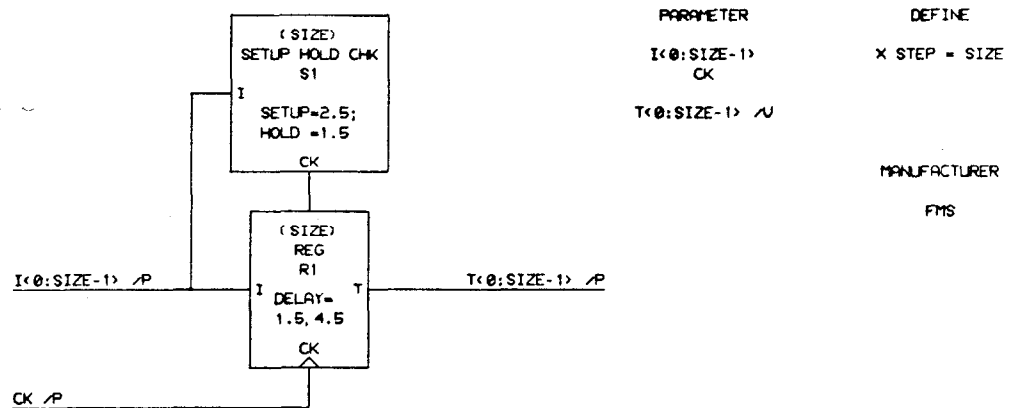 (SIZE)
SETUP HOLD CHK
S1
I
SETUP=2.5;
HOLD =1.5
CK
(SIZE)
REG
R1
I<0:SIZE-1> /P
I
T
T<0:SIZE-1> /P
DELAY=
1.5,4.5
CK
CK /P
PARAMETER
I<0:SIZE-1>
CK
T<0:SIZE-1> /U
DEFINE
X STEP = SIZE
MANUFACTURER
FMS